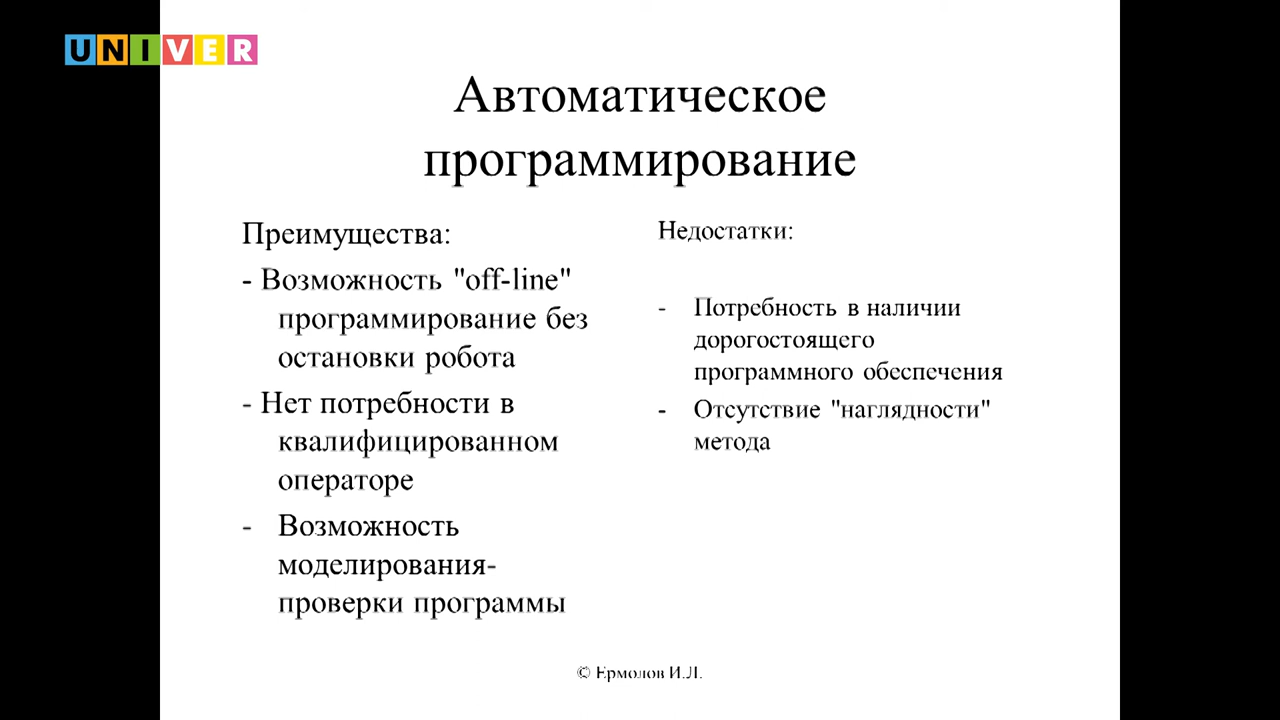 UNIVER
Автоматическое
программирование
Преимущества:
- Возможность "off-line"
программирование без
остановки робота
- Нет потребности в
квалифицированном
операторе
- Возможность
моделирования-
проверки программы
Недостатки:
- Потребность в наличии
дорогостоящего
программного обеспечения
- Отсутствие "наглядности"
метода
© Ермолов И.Л.